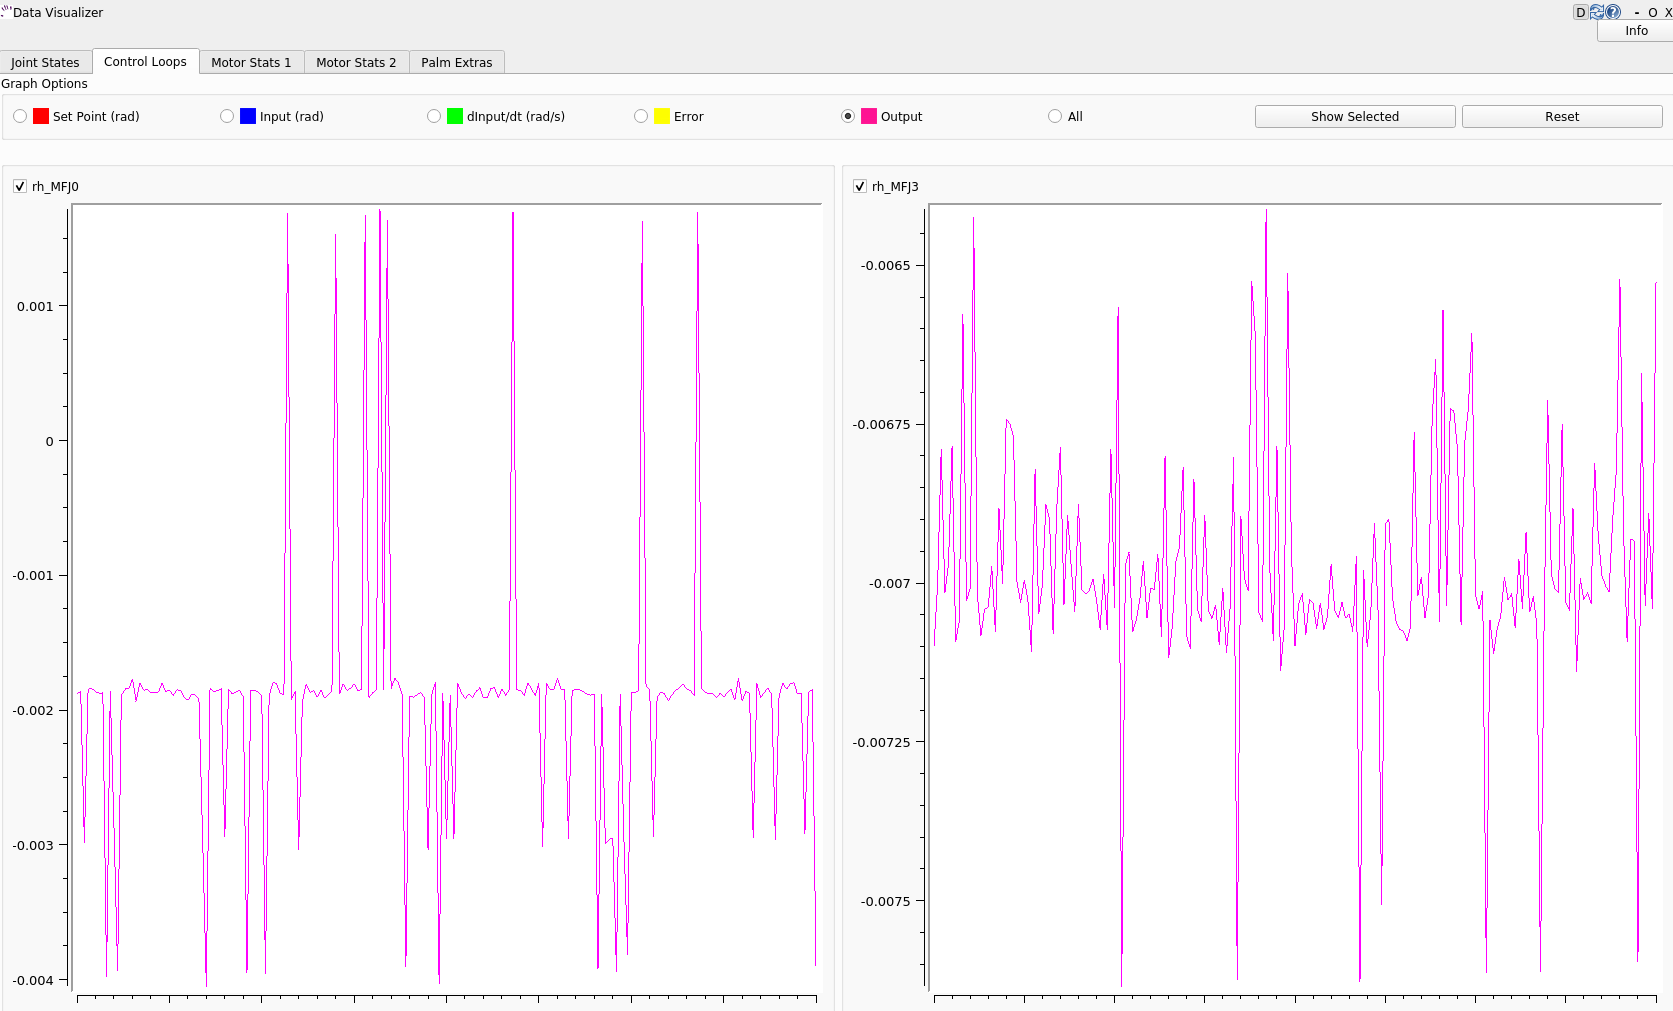 Data Visualizer
D ? - O X
Info
Joint States Control Loops Motor Stats 1 Motor Stats 2 Palm Extras
Graph Options
Set Point (rad) Input (rad) dInput/dt (rad/s) Error Output All Show Selected Reset
rh_MFJ0
0.001
0
-0.001
-0.002
-0.003
-0.004
rh_MFJ3
-0.0065
-0.00675
-0.007
-0.00725
-0.0075